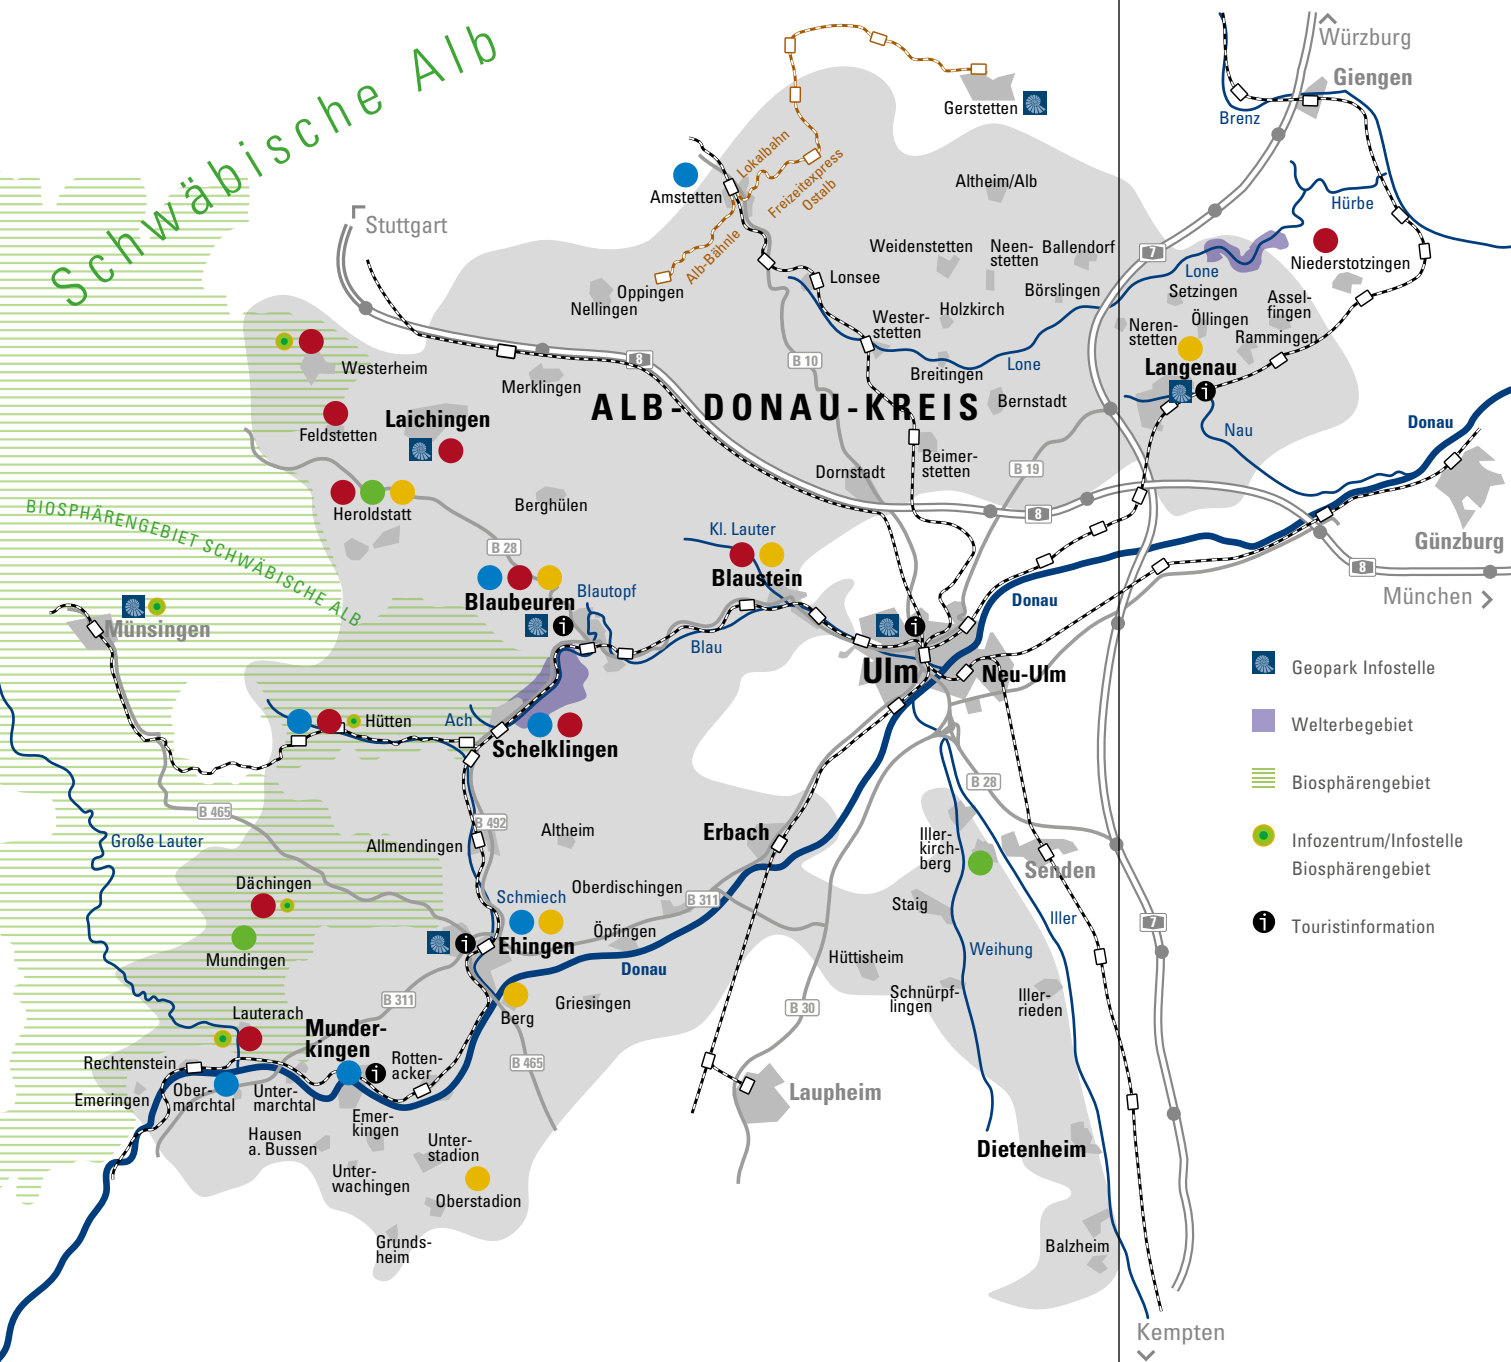 Schwäbische Alb
Würzburg
Giengen
Brenz
Gerstetten
Lokalbahn
Freizeitexpress
Ostalb
Alb-Bähnle
Amstetten
Altheim/Alb
Hürbe
Stuttgart
Weidenstetten
Neen-
stetten
Ballendorf
7
Niederstotzingen
Lone
Setzingen
Lonsee
Oppingen
Nellingen
Börslingen
Holzkirch
Assel-
fingen
Öllingen
Wester-
stetten
Neren-
stetten
Rammingen
Westerheim
8
B 10
Lone
Breitingen
Langenau
i
Merklingen
ALB- DONAU-KREIS
Bernstadt
Laichingen
Feldstetten
Donau
Nau
Beimer-
stetten
Dornstadt
B 19
Heroldstatt
Berghülen
8
BIOSPHÄRENGEBIET SCHWÄBISCHE ALB
Kl. Lauter
B 28
Blaustein
Günzburg
8
Blaubeuren
Blautopf
i
Donau
München
Münsingen
Blau
i
Ulm
Neu-Ulm
Geopark Infostelle
Hütten
Ach
Schelklingen
Welterbegebiet
B 28
Biosphärengebiet
B 465
B 492
Altheim
Erbach
Iller-
kirch-
berg
Große Lauter
Allmendingen
Infozentrum/Infostelle
Biosphärengebiet
Senden
Dächingen
Schmiech
Oberdischingen
B 311
Staig
Iller
7
i
Touristinformation
Mundingen
i
Ehingen
Öpfingen
Donau
Hüttisheim
Weihung
B 311
Berg
Griesingen
Schnürpf-
lingen
Iller-
rieden
B 30
Lauterach
Munder-
kingen
i
Rotten-
acker
B 465
Rechtenstein
Ober-
marchtal
Unter-
marchtal
Emeringen
Laupheim
Emer-
kingen
Hausen
a. Bussen
Unter-
stadion
Dietenheim
Unter-
wachingen
Oberstadion
Grunds-
heim
Balzheim
Kempten